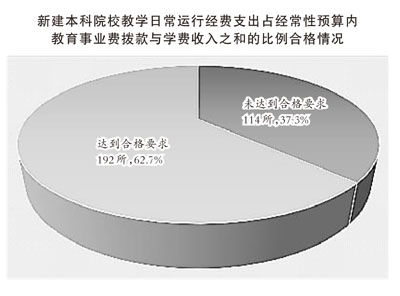 新建本科院校教学日常运行经费支出占经常性预算内
教育事业费拨款与学费收入之和的比例合格情况
未达到合格要求
114所,37.3%
达到合格要求
192所,62.7%